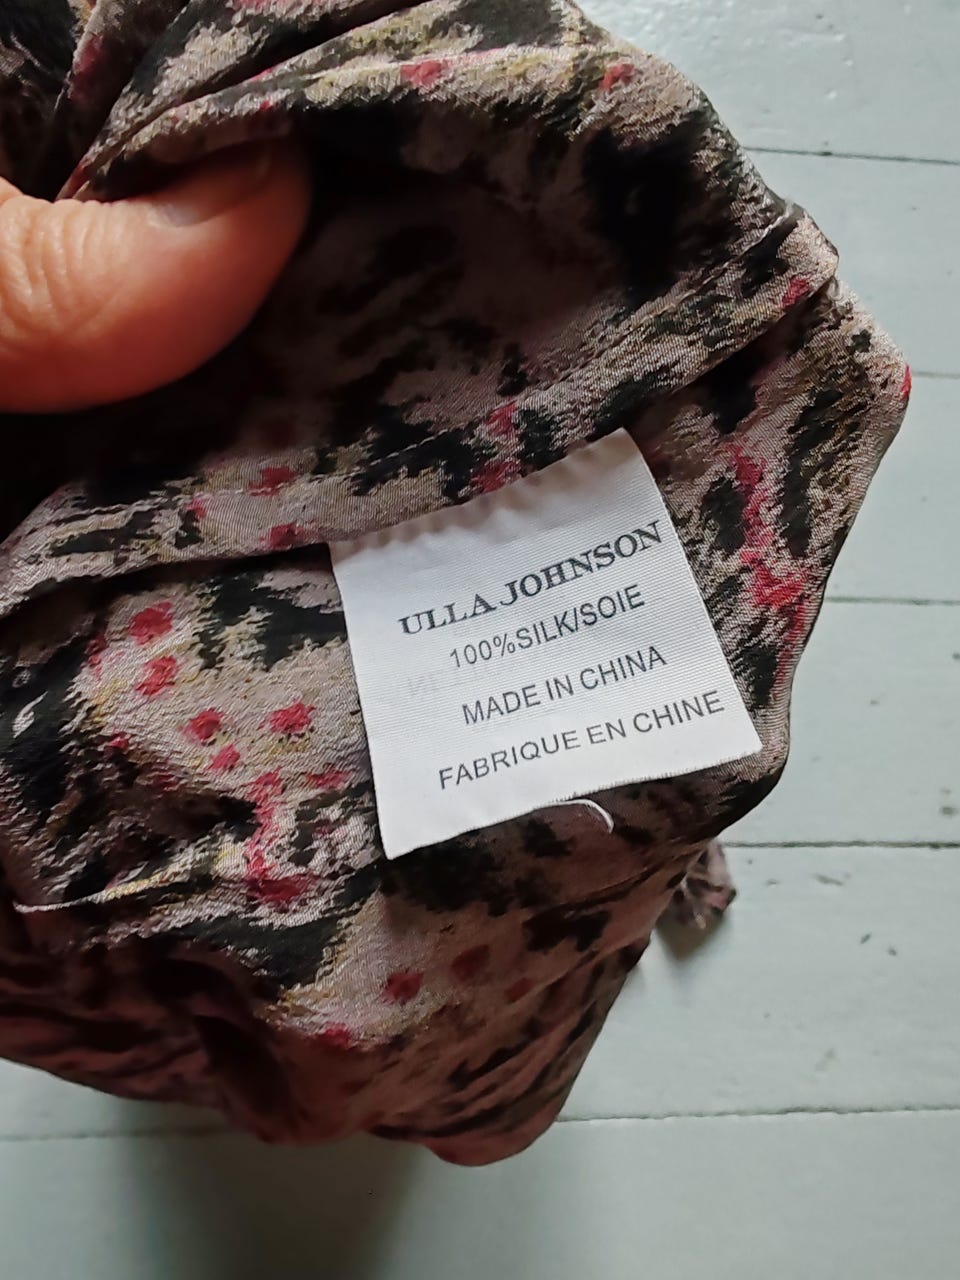 ULLA JOHNSON
100%SILK/SOIE
MADE IN CHINA
FABRIQUE EN CHINE